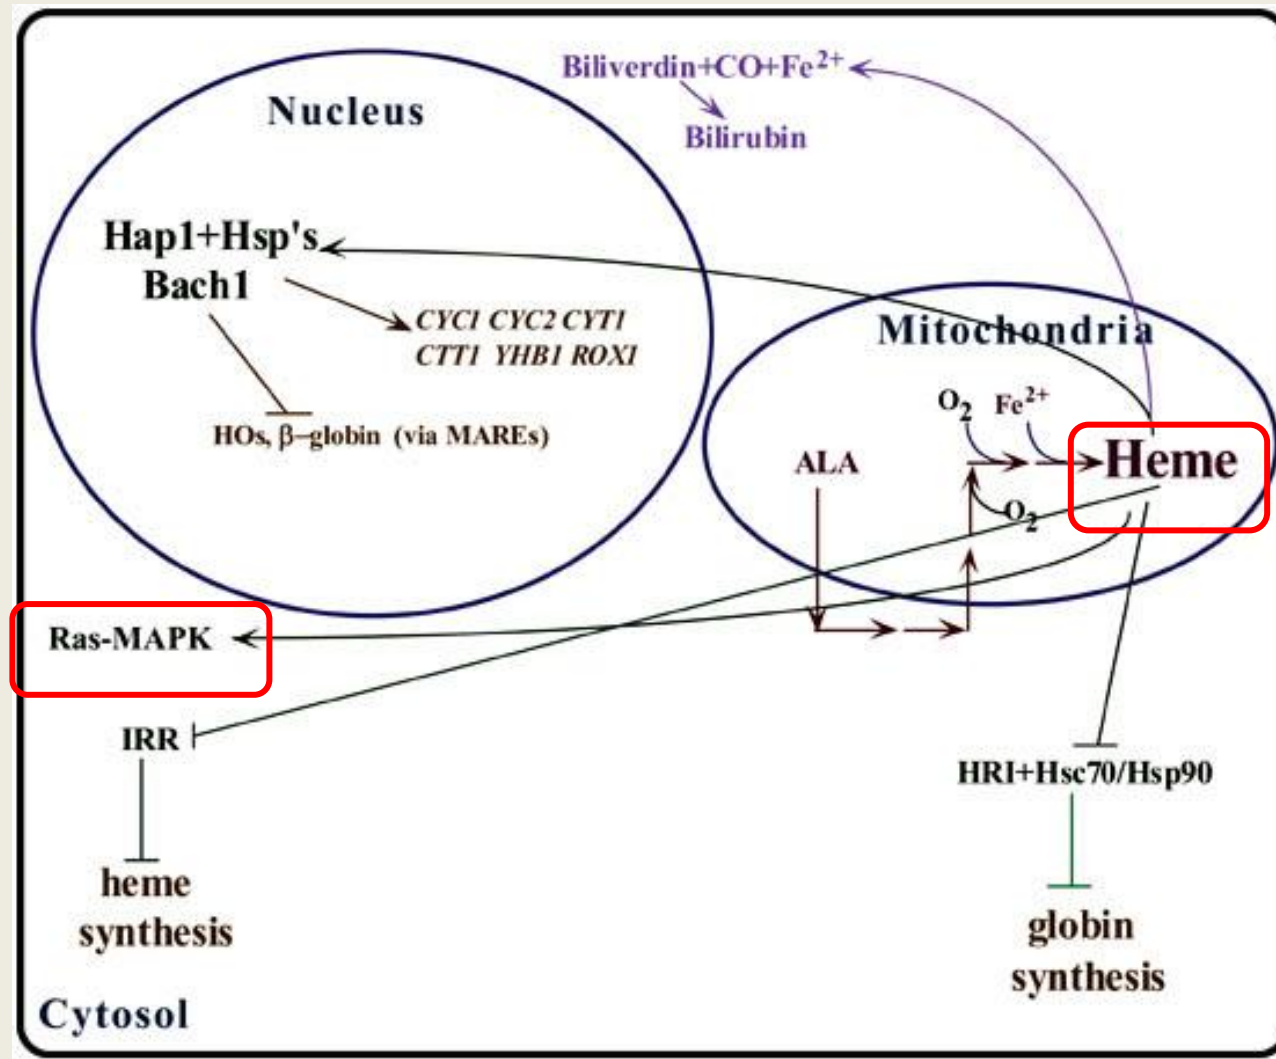 Biliverdin+CO+Fe²⁺
Bilirubin
Nucleus
Hap1+Hsp's
Bach1
CYC1 CYC2 CYT1
CTT1 YHB1 ROX1
HOs, β-globin (via MAREs)
Mitochondria
O₂ Fe²⁺
ALA
Heme
O₂
Ras-MAPK
IRR
HRI+Hsc70/Hsp90
heme
synthesis
globin
synthesis
Cytosol